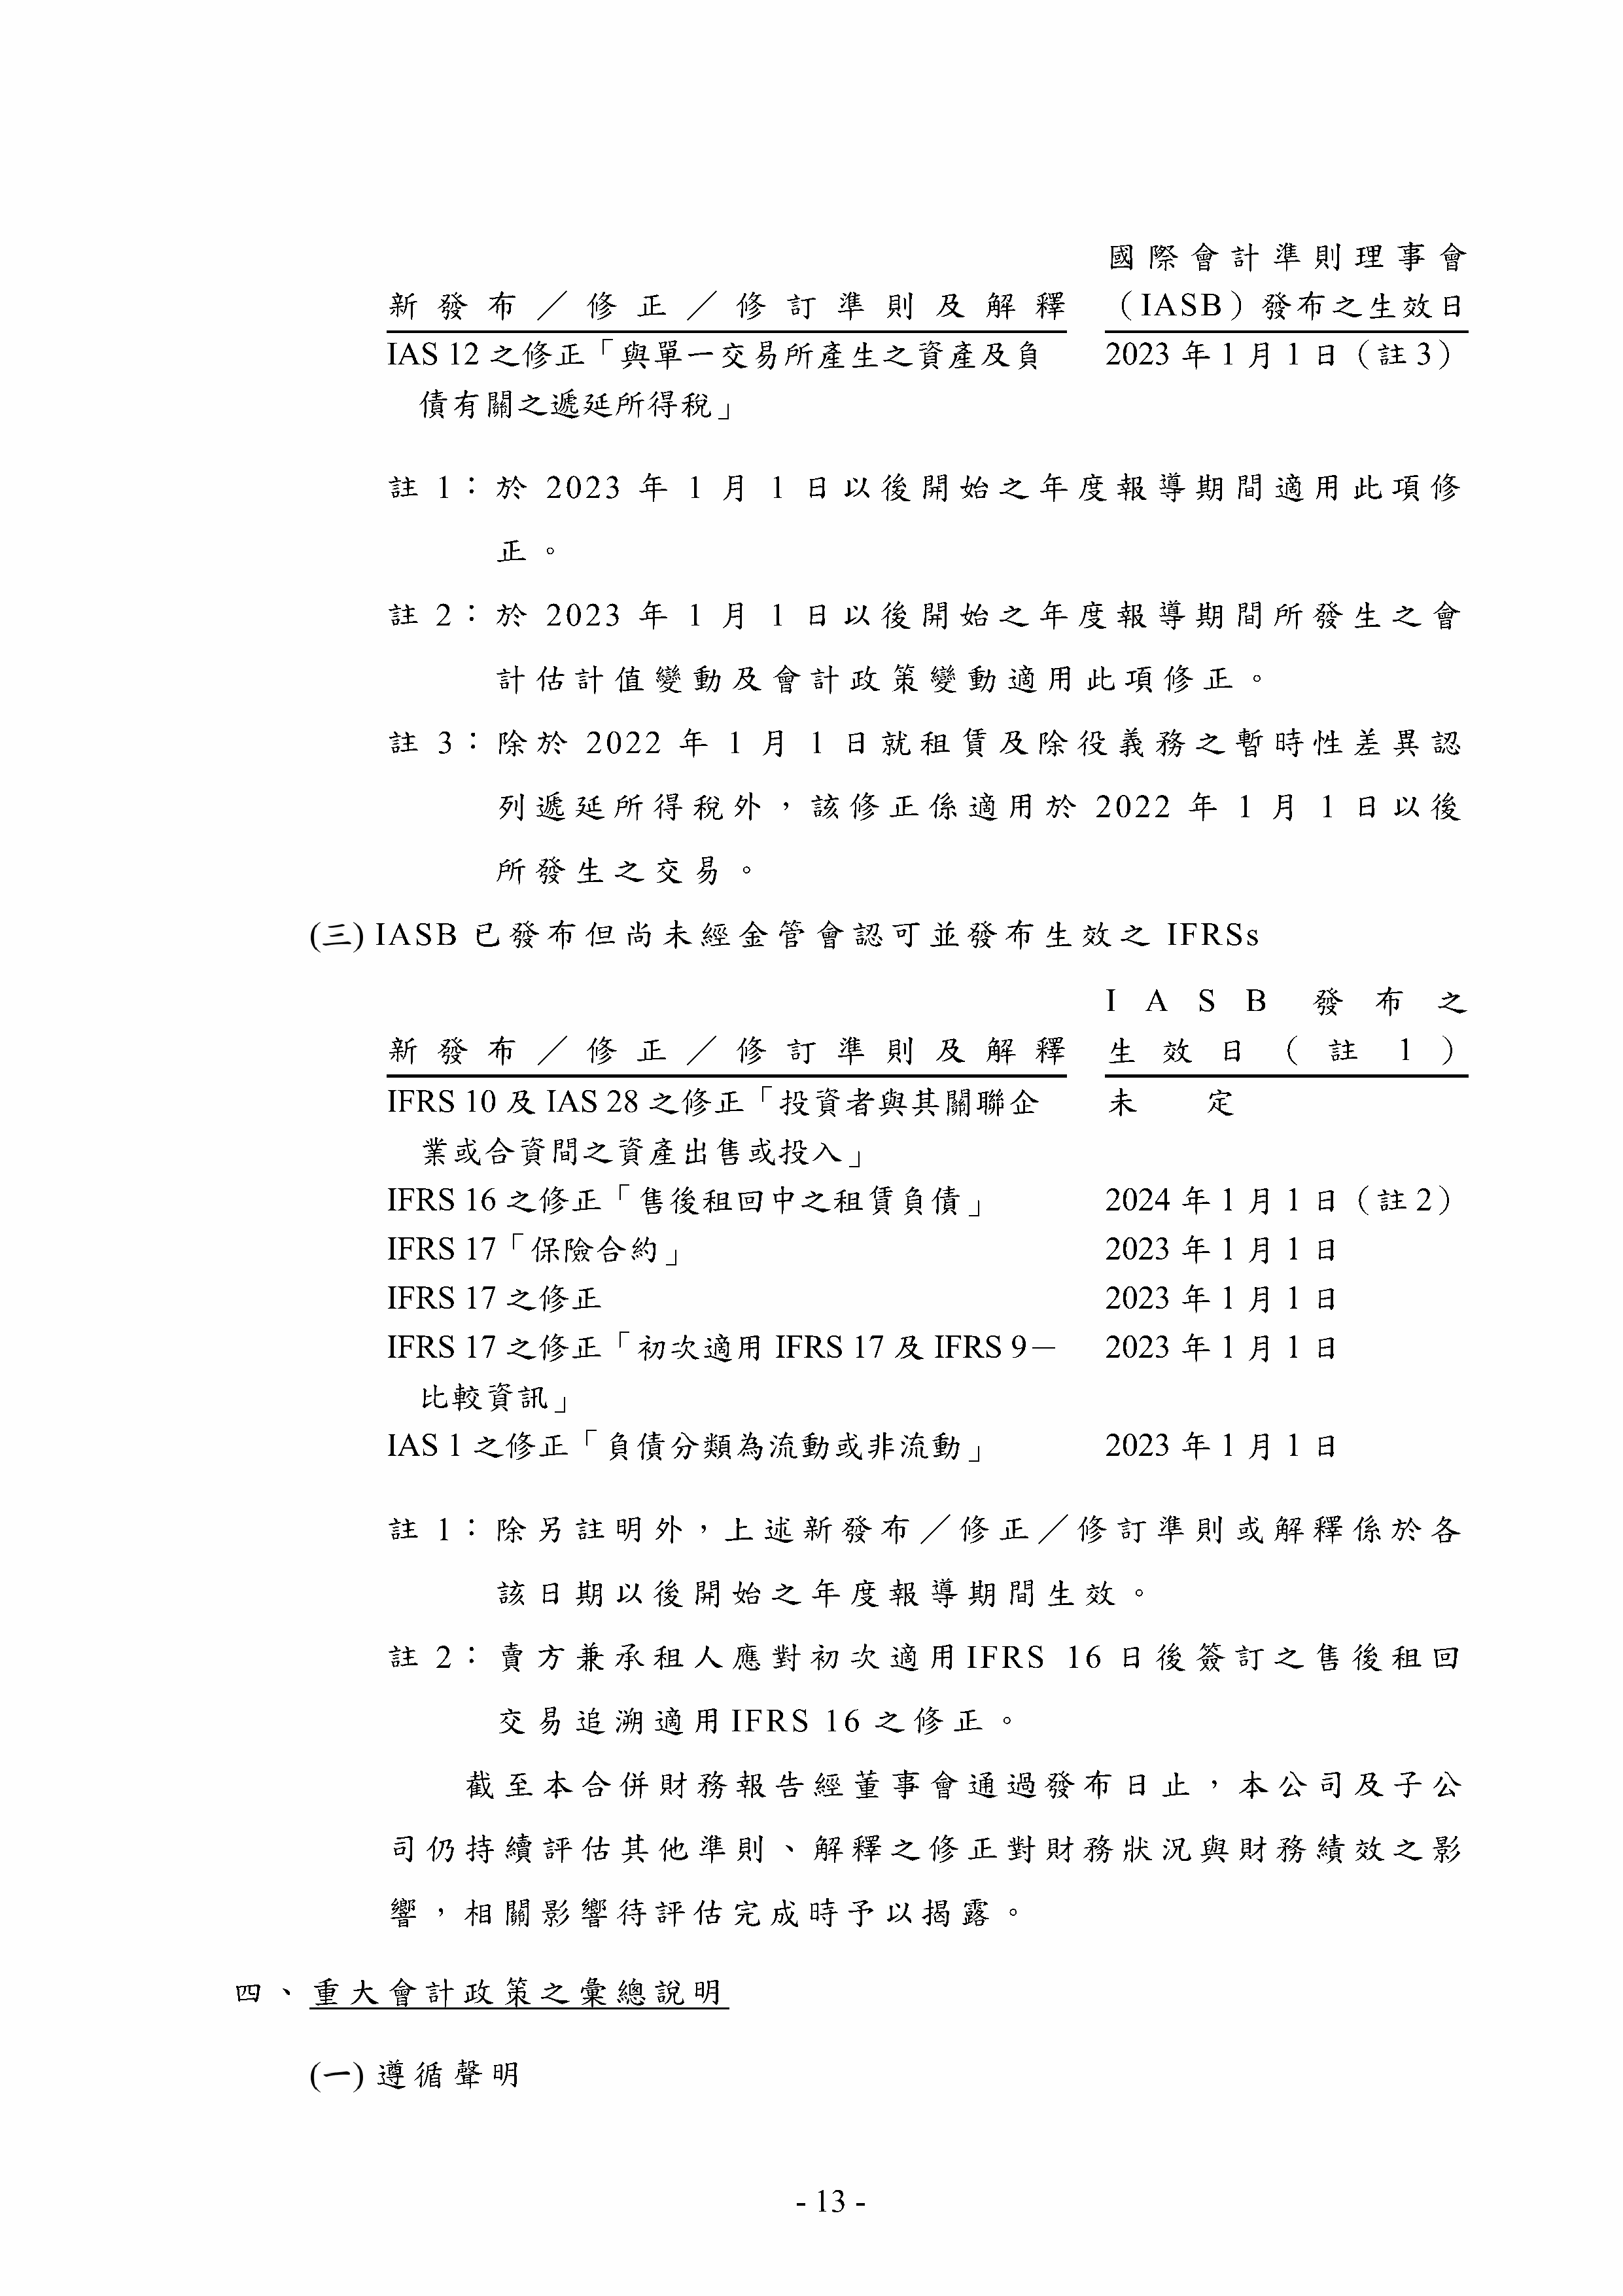 國際會計準則理事會
新發布／修正／修訂準則及解釋 （IASB）發布之生效日
IAS 12 之修正「與單一交易所產生之資產及負 2023 年 1 月 1 日（註 3）
債有關之遞延所得稅」
註 1：於 2023 年 1 月 1 日以後開始之年度報導期間適用此項修
正。
註 2：於 2023 年 1 月 1 日以後開始之年度報導期間所發生之會
計估計值變動及會計政策變動適用此項修正。
註 3：除於 2022 年 1 月 1 日就租賃及除役義務之暫時性差異認
列遞延所得稅外，該修正係適用於 2022 年 1 月 1 日以後
所發生之交易。
(三) IASB 已發布但尚未經金管會認可並發布生效之 IFRSs
IASB 發布之
新發布／修正／修訂準則及解釋 生效日（註 1）
IFRS 10 及 IAS 28 之修正「投資者與其關聯企 未 定
業或合資間之資產出售或投入」
IFRS 16 之修正「售後租回中之租賃負債」 2024 年 1 月 1 日（註 2）
IFRS 17「保險合約」 2023 年 1 月 1 日
IFRS 17 之修正 2023 年 1 月 1 日
IFRS 17 之修正「初次適用 IFRS 17 及 IFRS 9－ 2023 年 1 月 1 日
比較資訊」
IAS 1 之修正「負債分類為流動或非流動」 2023 年 1 月 1 日
註 1：除另註明外，上述新發布／修正／修訂準則或解釋係於各
該日期以後開始之年度報導期間生效。
註 2：賣方兼承租人應對初次適用 IFRS 16 日後簽訂之售後租回
交易追溯適用 IFRS 16 之修正。
截至本合併財務報告經董事會通過發布日止，本公司及子公
司仍持續評估其他準則、解釋之修正對財務狀況與財務績效之影
響，相關影響待評估完成時予以揭露。
四、重大會計政策之彙總說明
(一) 遵循聲明
- 13 -